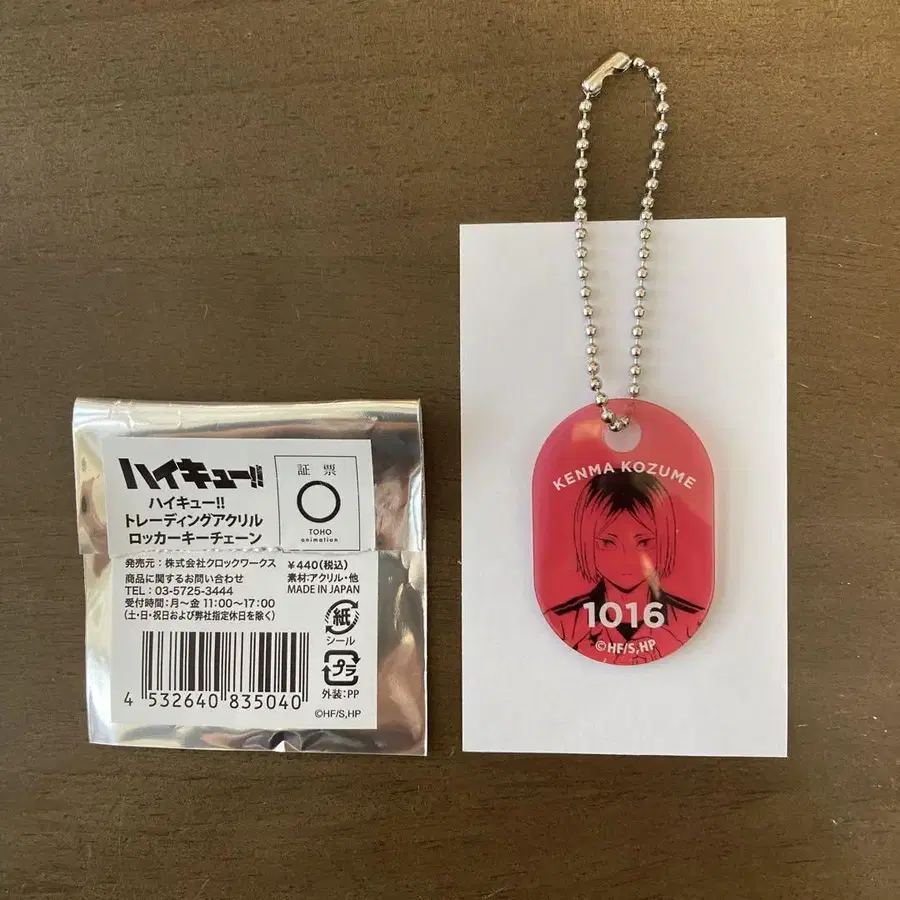 ハイキュー!!
証票
TOHO
animation
ハイキュー!!
トレーディングアクリル
ロッカーキーチェーン
発売元：株式会社クロックワークス
商品に関するお問い合わせ
TEL：03-5725-3444
受付時間：月～金 11:00～17:00
(土・日・祝日および弊社指定休日を除く)
¥440(税込)
素材:アクリル・他
MADE IN JAPAN
紙
シール
プラ
外装:PP
4 532640 835040
©HF/S,HP
KENMA KOZUME
1016
©HF/S,HP